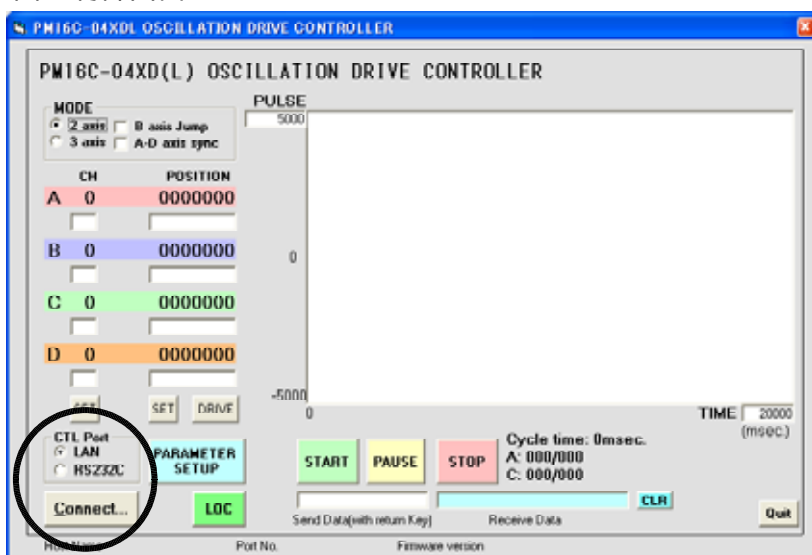 PM16C-04XDL OSCILLATION DRIVE CONTROLLER
PM16C-04XD(L) OSCILLATION DRIVE CONTROLLER
MODE
2 axis B axis Jump
3 axis A-D axis sync
PULSE
5000
CH POSITION
A 0 0000000
B 0 0000000
0
C 0 0000000
D 0 0000000
SET SET DRIVE
-5000
0
TIME 20000
(msec.)
CTL Port
LAN
RS232C
PARAMETER
SETUP
START PAUSE STOP
Cycle time: 0msec.
A: 000/000
C: 000/000
Connect... LOC
CLR
Send Data(with return Key) Receive Data
Quit
Host Name Port No. Firmware version